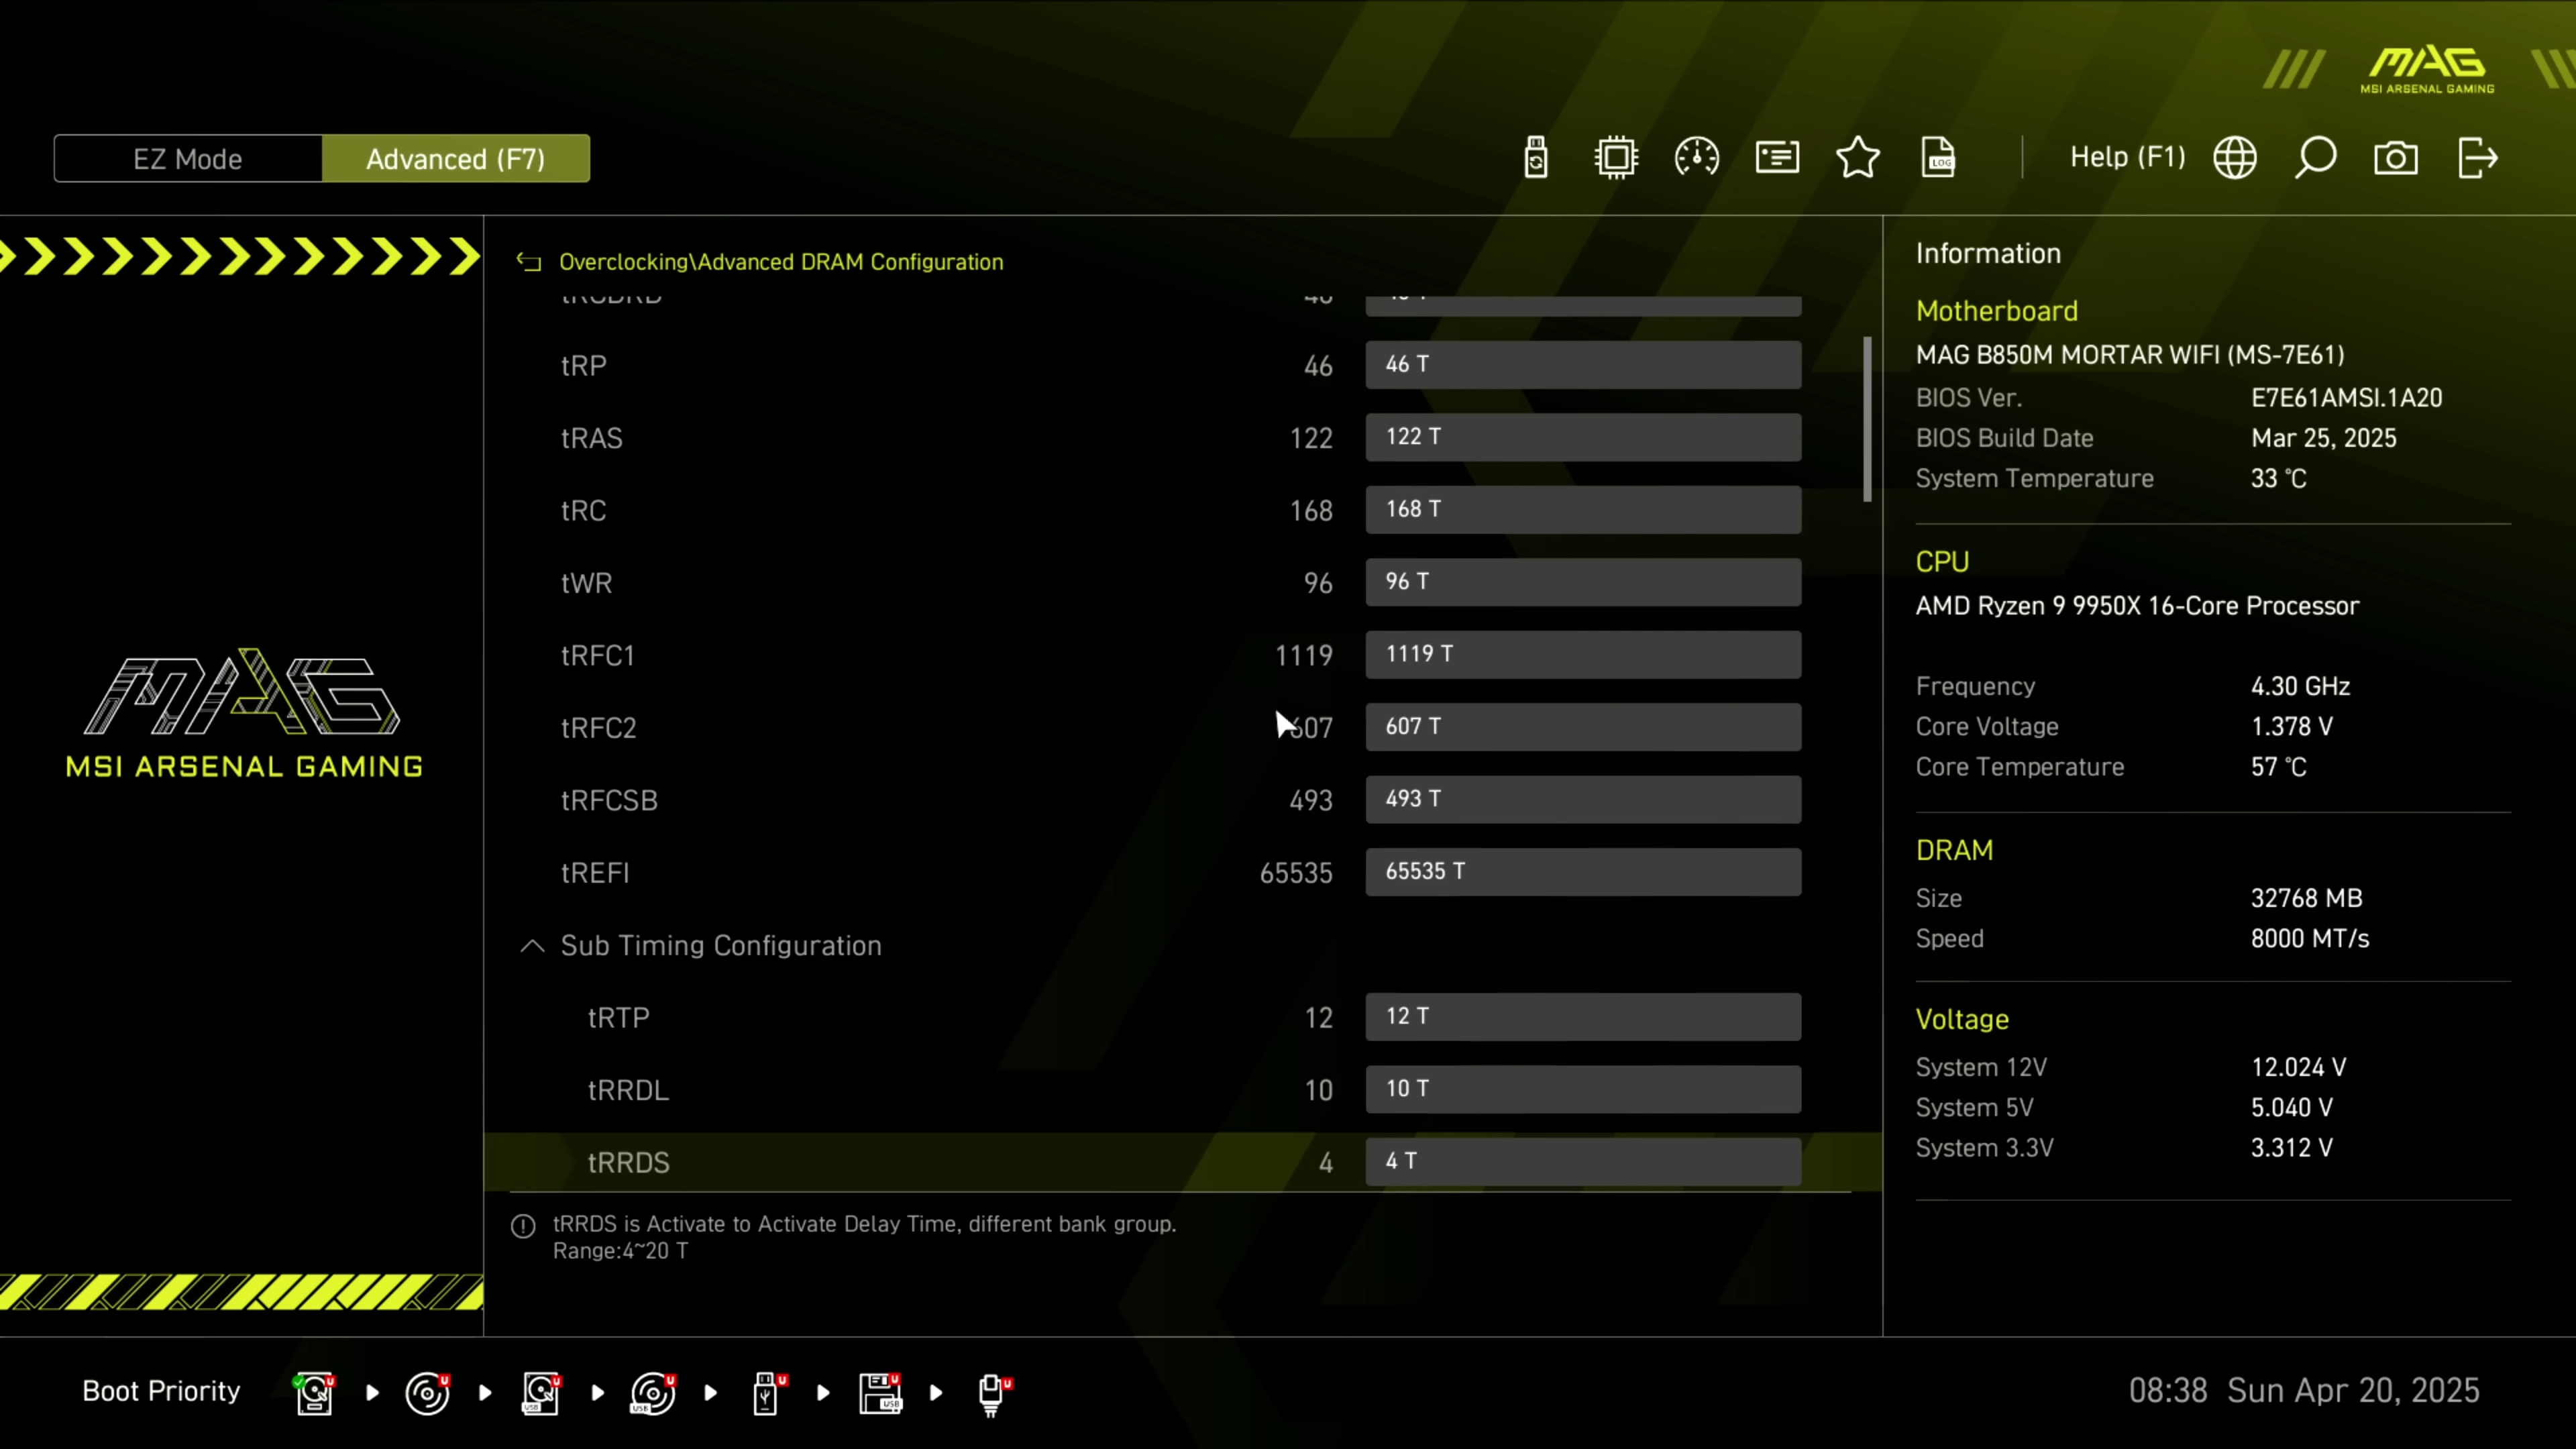 MAG
MSI ARSENAL GAMING
EZ Mode
Advanced (F7)
LOG
Help (F1)
Overclocking\Advanced DRAM Configuration
tRP 46 46 T
tRAS 122 122 T
tRC 168 168 T
tWR 96 96 T
tRFC1 1119 1119 T
tRFC2 607 607 T
tRFCSB 493 493 T
tREFI 65535 65535 T
Sub Timing Configuration
tRTP 12 12 T
tRRDL 10 10 T
tRRDS 4 4 T
tRRDS is Activate to Activate Delay Time, different bank group.
Range:4~20 T
MAG
MSI ARSENAL GAMING
Information
Motherboard
MAG B850M MORTAR WIFI (MS-7E61)
BIOS Ver. E7E61AMSI.1A20
BIOS Build Date Mar 25, 2025
System Temperature 33 °C
CPU
AMD Ryzen 9 9950X 16-Core Processor
Frequency 4.30 GHz
Core Voltage 1.378 V
Core Temperature 57 °C
DRAM
Size 32768 MB
Speed 8000 MT/s
Voltage
System 12V 12.024 V
System 5V 5.040 V
System 3.3V 3.312 V
Boot Priority U U USB U USB U U USB U U
08:38 Sun Apr 20, 2025